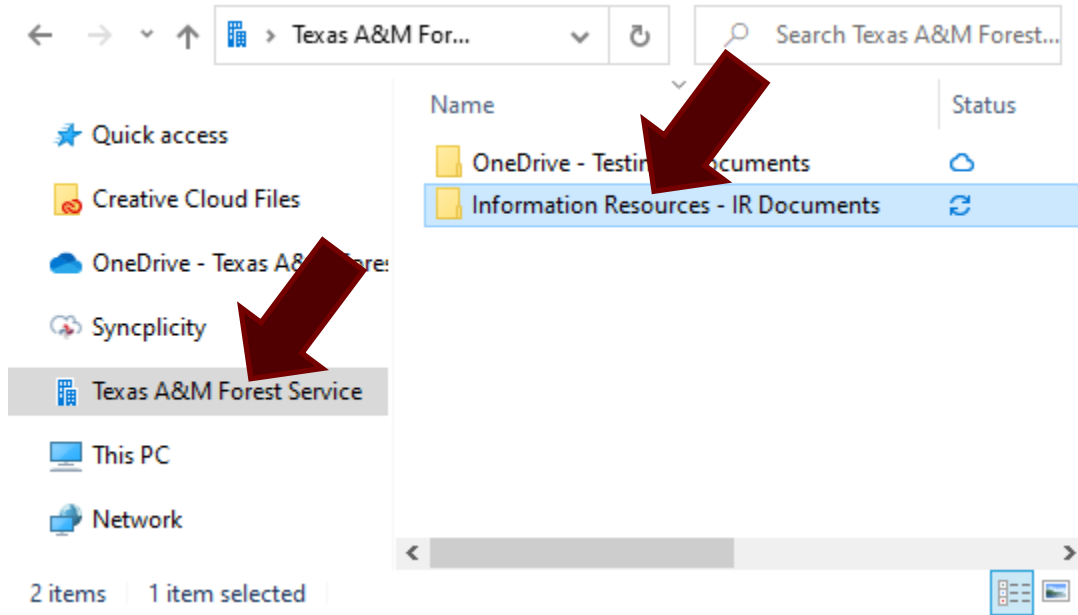 Texas A&M For...
Search Texas A&M Forest...
Name
Status
Quick access
Creative Cloud Files
OneDrive - Texas A&
Syncplicity
Texas A&M Forest Service
This PC
Network
OneDrive - Testin
Information Resources - IR Documents
2 items
1 item selected